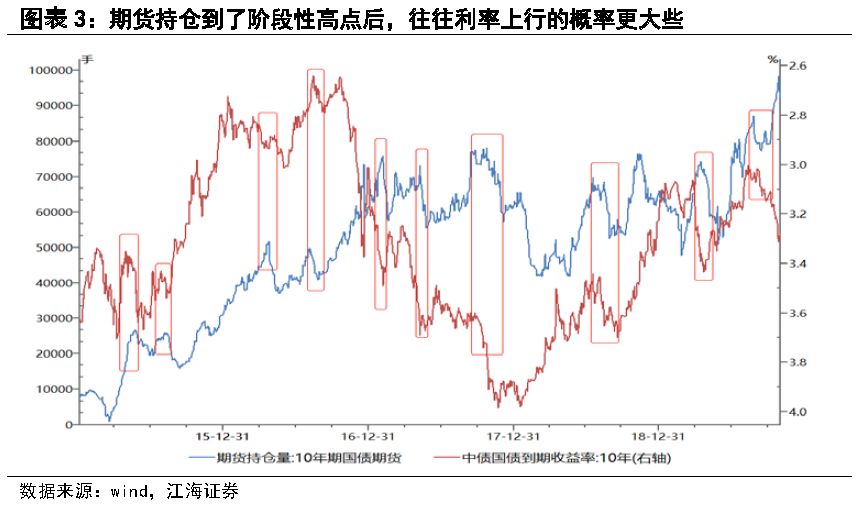 图表 3：期货持仓到了阶段性高点后，往往利率上行的概率更大些
手 %
100000 2.6
90000 2.8
80000 3.0
70000 3.2
60000 3.4
50000 3.6
40000 3.8
30000 4.0
20000
10000
0
15-12-31 16-12-31 17-12-31 18-12-31
期货持仓量:10年期国债期货 中债国债到期收益率:10年(右轴)
数据来源：wind，江海证券